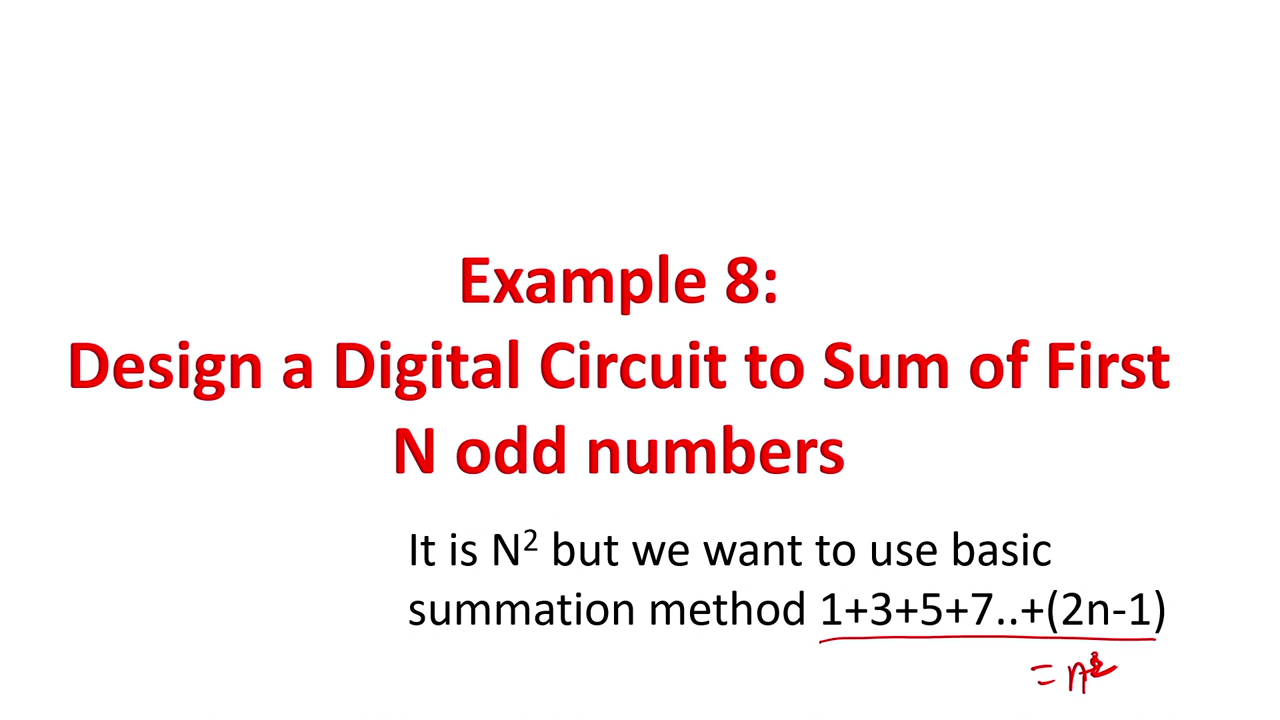 Example 8:
Design a Digital Circuit to Sum of First
N odd numbers
It is N² but we want to use basic
summation method 1+3+5+7..+(2n-1)
= n²